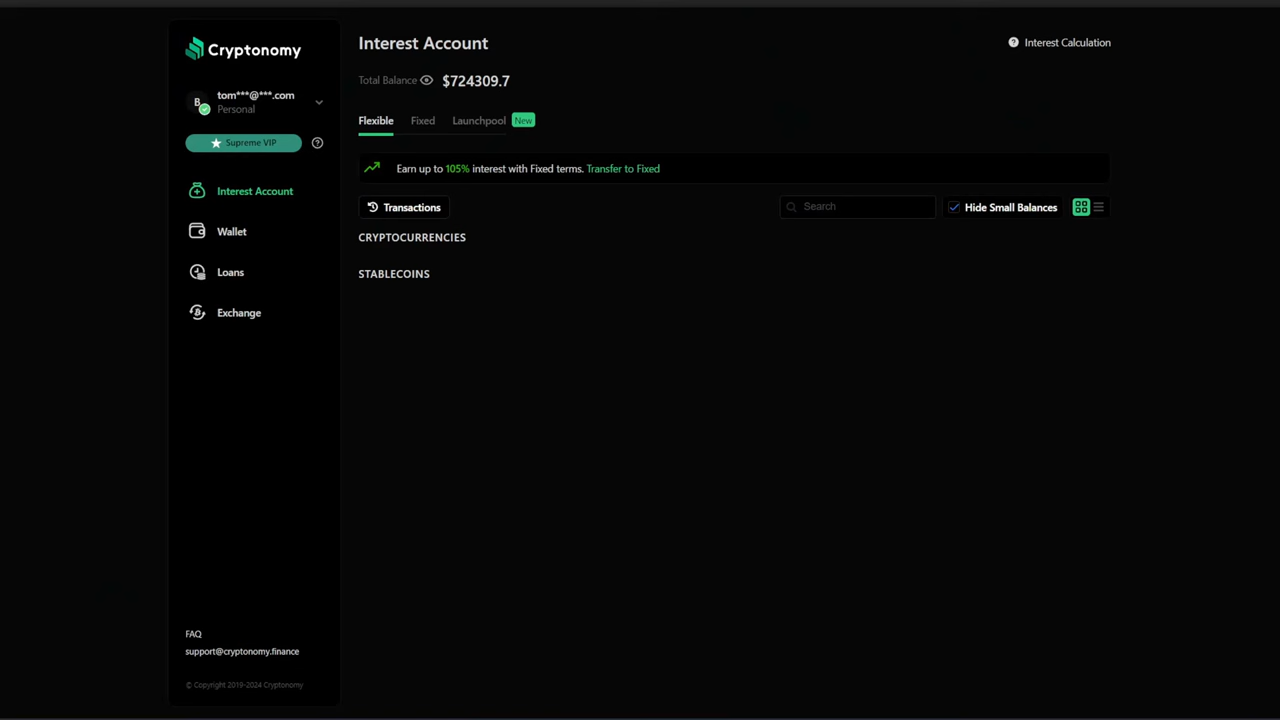 Cryptonomy
B
tom***@***.com
Personal
Supreme VIP
Interest Account
Wallet
Loans
Exchange
FAQ
support@cryptonomy.finance
© Copyright 2019-2024 Cryptonomy
Interest Account
Interest Calculation
Total Balance $724309.7
Flexible Fixed Launchpool New
Earn up to 105% interest with Fixed terms. Transfer to Fixed
Transactions
Search
Hide Small Balances
CRYPTOCURRENCIES
STABLECOINS